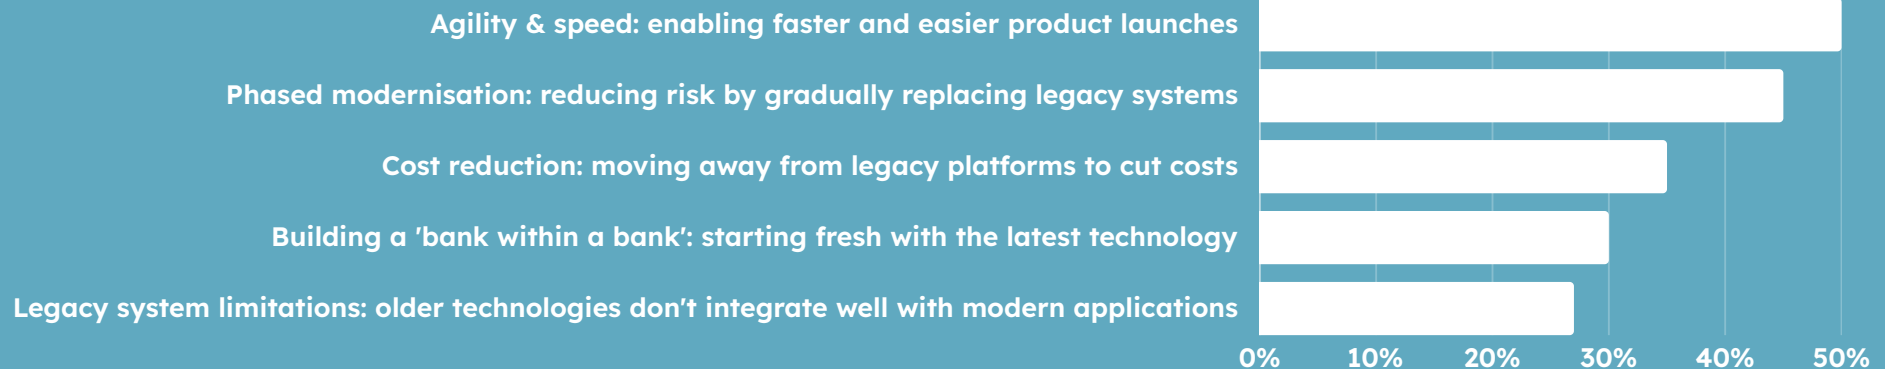 Agility & speed: enabling faster and easier product launches
Phased modernisation: reducing risk by gradually replacing legacy systems
Cost reduction: moving away from legacy platforms to cut costs
Building a 'bank within a bank': starting fresh with the latest technology
Legacy system limitations: older technologies don't integrate well with modern applications
0% 10% 20% 30% 40% 50%